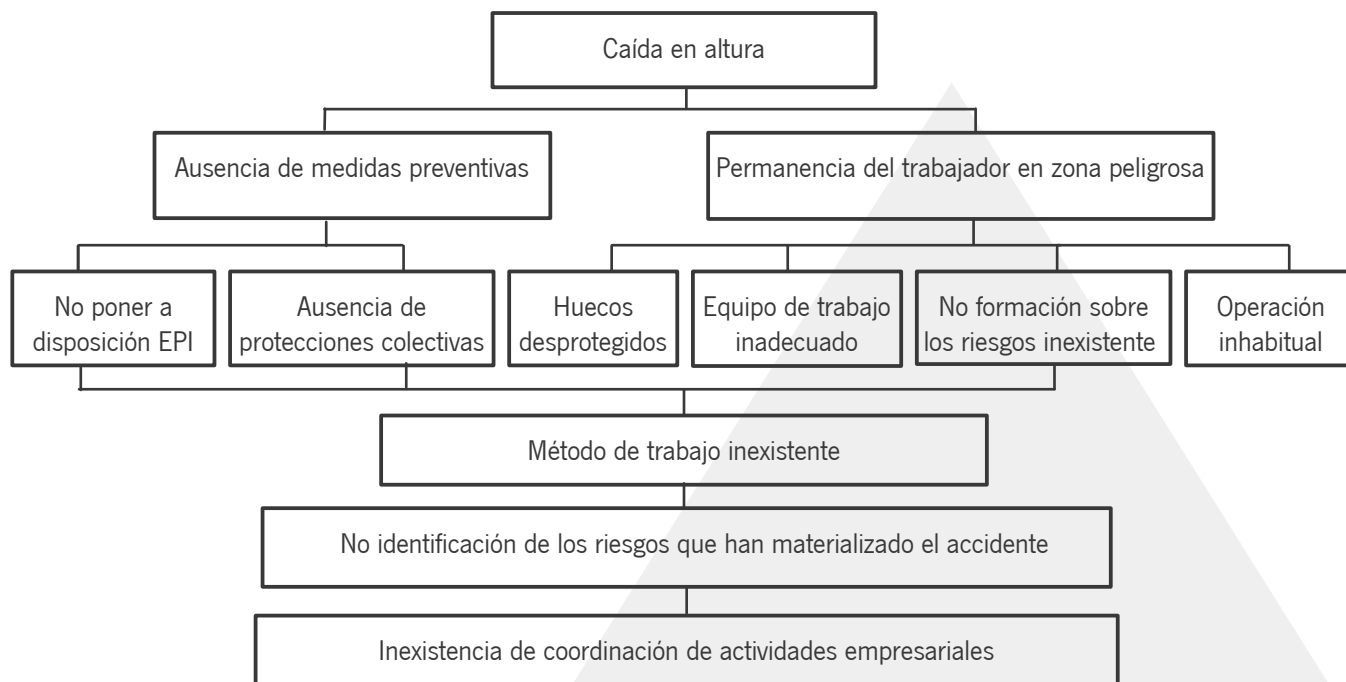 Caída en altura
Ausencia de medidas preventivas
Permanencia del trabajador en zona peligrosa
No poner a
disposición EPI
Ausencia de
protecciones colectivas
Huecos
desprotegidos
Equipo de trabajo
inadecuado
No formación sobre
los riesgos inexistente
Operación
inhabitual
Método de trabajo inexistente
No identificación de los riesgos que han materializado el accidente
Inexistencia de coordinación de actividades empresariales